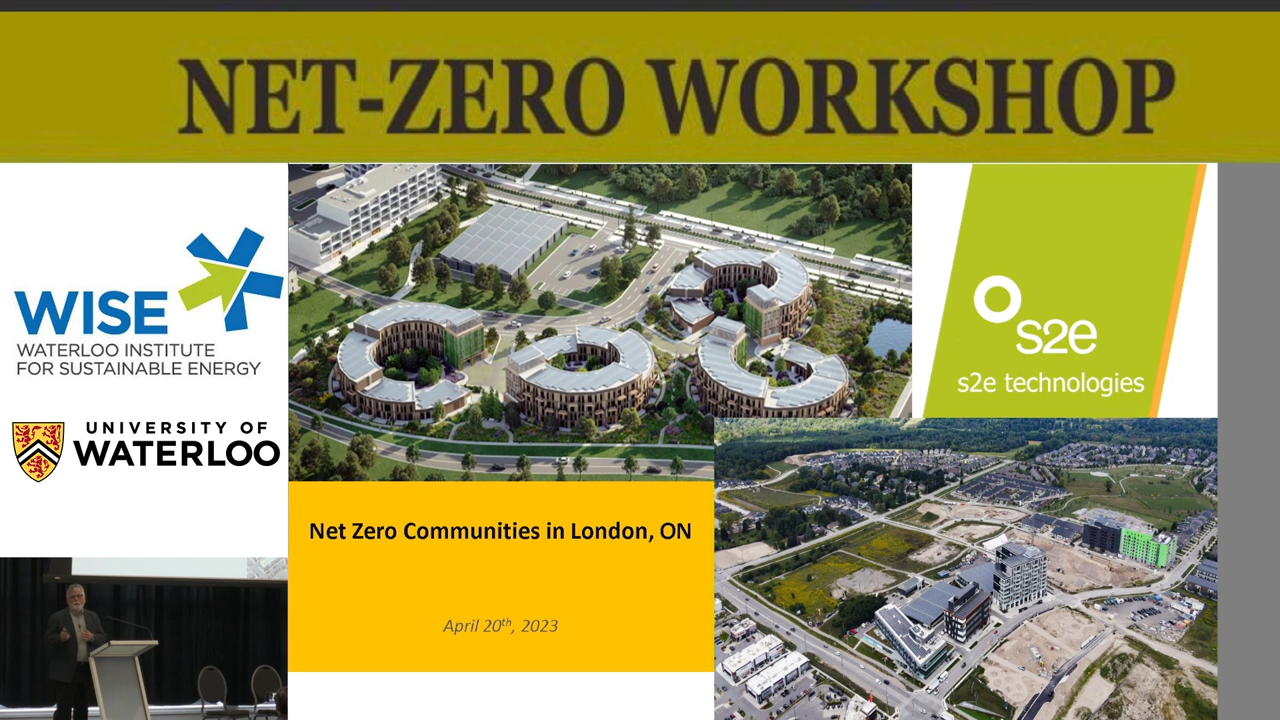 NET-ZERO WORKSHOP
WISE
WATERLOO INSTITUTE
FOR SUSTAINABLE ENERGY
UNIVERSITY OF
WATERLOO
s2e
s2e technologies
Net Zero Communities in London, ON
April 20th, 2023